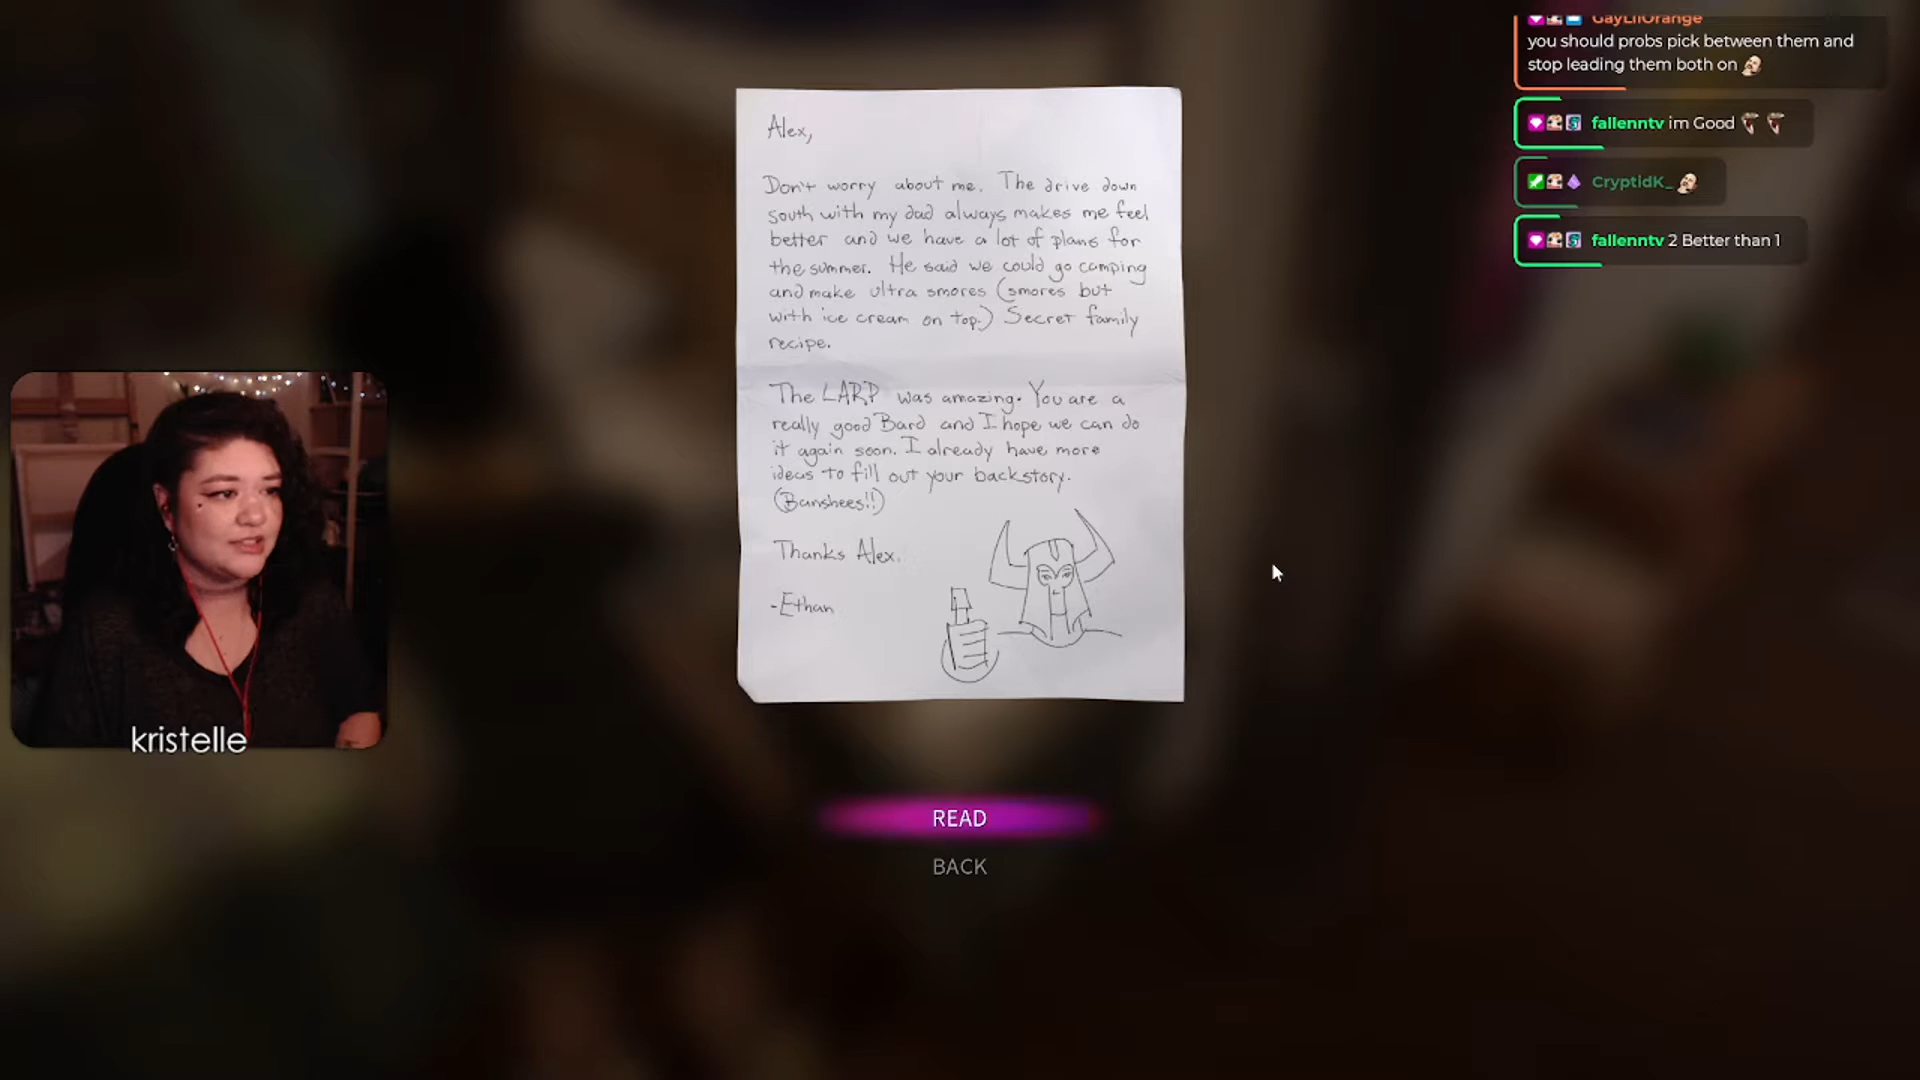 GayLilOrange
you should probs pick between them and
stop leading them both on
fallenntv im Good
CryptidK_
fallenntv 2 Better than 1
Alex,
Don't worry about me. The drive down
south with my dad always makes me feel
better and we have a lot of plans for
the summer. He said we could go camping
and make ultra smores (smores but
with ice cream on top.) Secret family
recipe.
The LARP was amazing. You are a
really good Bard and I hope we can do
it again soon. I already have more
ideas to fill out your backstory.
(Banshees!!)
Thanks Alex.
-Ethan
kristelle
READ
BACK